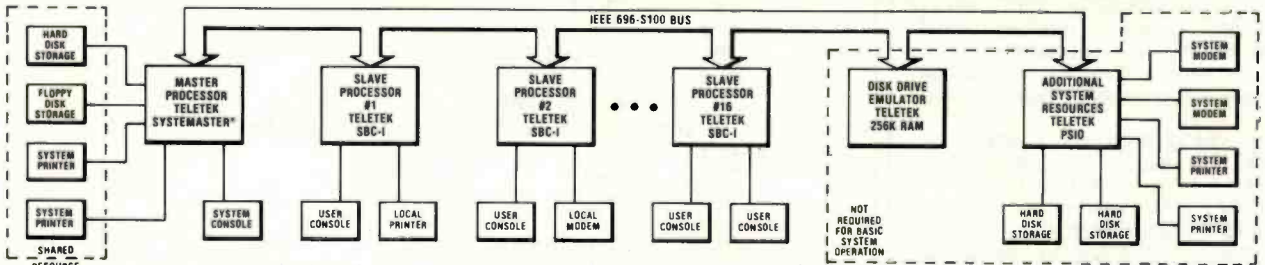 IEEE 696-S100 BUS
HARD
DISK
STORAGE
FLOPPY
DISK
STORAGE
SYSTEM
PRINTER
SYSTEM
PRINTER
SHARED
RESOURCE
MASTER
PROCESSOR
TELETEK
SYSTEMASTER*
SYSTEM
CONSOLE
SLAVE
PROCESSOR
#1
TELETEK
SBC-I
USER
CONSOLE
LOCAL
PRINTER
SLAVE
PROCESSOR
#2
TELETEK
SBC-I
USER
CONSOLE
LOCAL
MODEM
SLAVE
PROCESSOR
#16
TELETEK
SBC-I
USER
CONSOLE
USER
CONSOLE
DISK DRIVE
EMULATOR
TELETEK
256K RAM
NOT
REQUIRED
FOR BASIC
SYSTEM
OPERATION
ADDITIONAL
SYSTEM
RESOURCES
TELETEK
PSIO
HARD
DISK
STORAGE
HARD
DISK
STORAGE
SYSTEM
MODEM
SYSTEM
MODEM
SYSTEM
PRINTER
SYSTEM
PRINTER